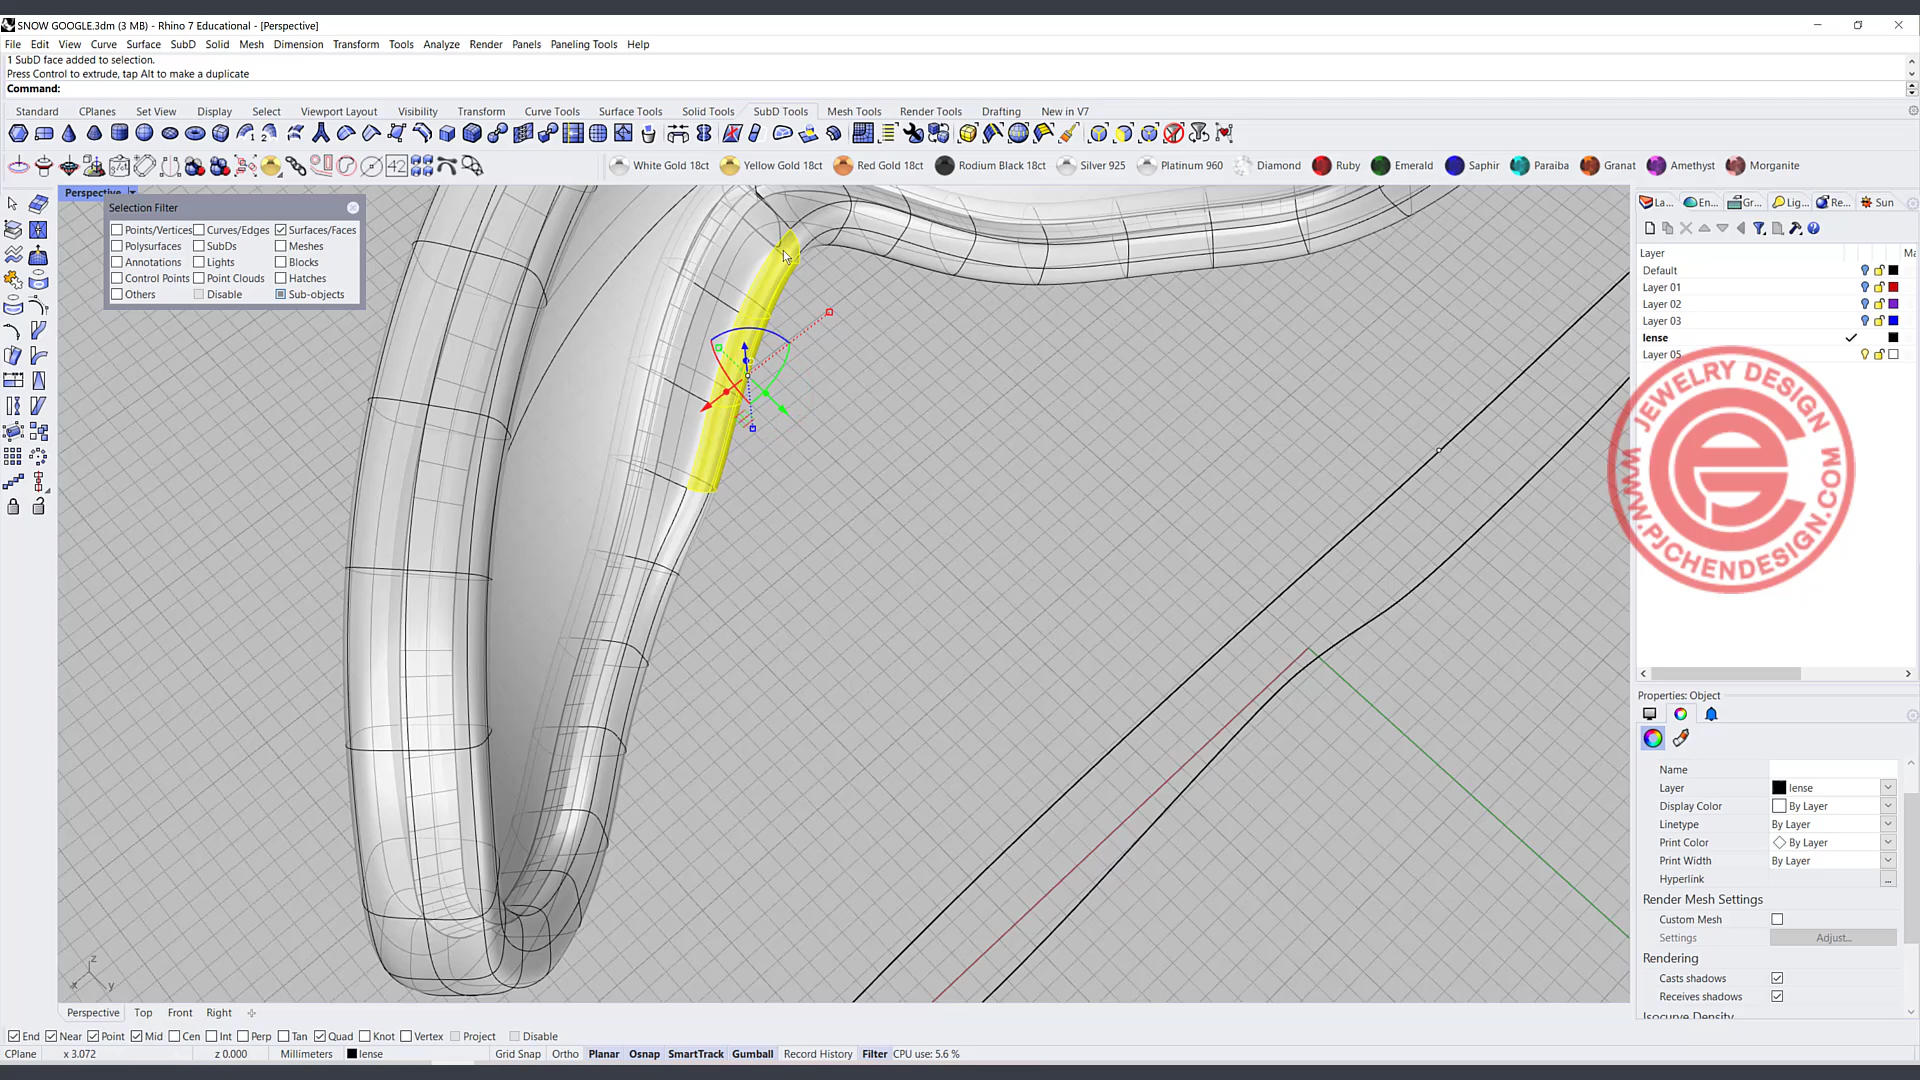 SNOW GOOGLE.3dm (3 MB) - Rhino 7 Educational - [Perspective]
File Edit View Curve Surface SubD Solid Mesh Dimension Transform Tools Analyze Render Panels Paneling Tools Help
1 SubD face added to selection.
Press Control to extrude, tap Alt to make a duplicate
Command:
Standard CPlanes Set View Display Select Viewport Layout Visibility Transform Curve Tools Surface Tools Solid Tools SubD Tools Mesh Tools Render Tools Drafting New in V7
42 White Gold 18ct Yellow Gold 18ct Red Gold 18ct Rodium Black 18ct Silver 925 Platinum 960 Diamond Ruby Emerald Saphir Paraiba Granat Amethyst Morganite
Perspective
La... En... Gr... Lig... Re... Sun
Selection Filter
Points/Vertices Curves/Edges Surfaces/Faces
Polysurfaces SubDs Meshes
Annotations Lights Blocks
Control Points Point Clouds Hatches
Others Disable Sub-objects
Layer Ma
Default
Layer 01
Layer 02
Layer 03
lense
Layer 05
JEWELRY DESIGN
WWW.PJCHENDESIGN.COM
Properties: Object
Name
Layer lense
Display Color By Layer
Linetype By Layer
Print Color By Layer
Print Width By Layer
Hyperlink ...
Render Mesh Settings
Custom Mesh
Settings Adjust...
Rendering
Casts shadows
Receives shadows
Isocurve Density
z
x y
Perspective Top Front Right
End Near Point Mid Cen Int Perp Tan Quad Knot Vertex Project Disable
CPlane x 3.072 z 0.000 Millimeters lense Grid Snap Ortho Planar Osnap SmartTrack Gumball Record History Filter CPU use: 5.6 %